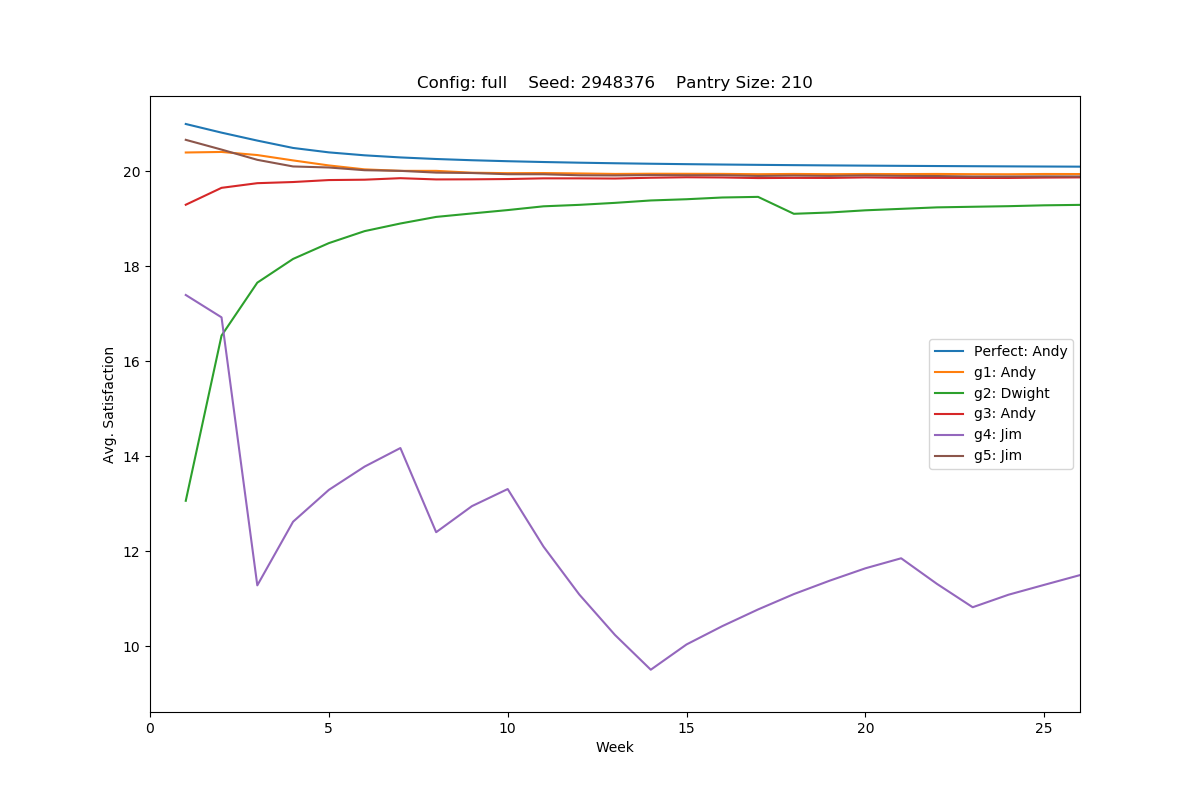 Config: full    Seed: 2948376    Pantry Size: 210
20
18
16
14
12
10
Avg. Satisfaction
Perfect: Andy
g1: Andy
g2: Dwight
g3: Andy
g4: Jim
g5: Jim
0 5 10 15 20 25
Week